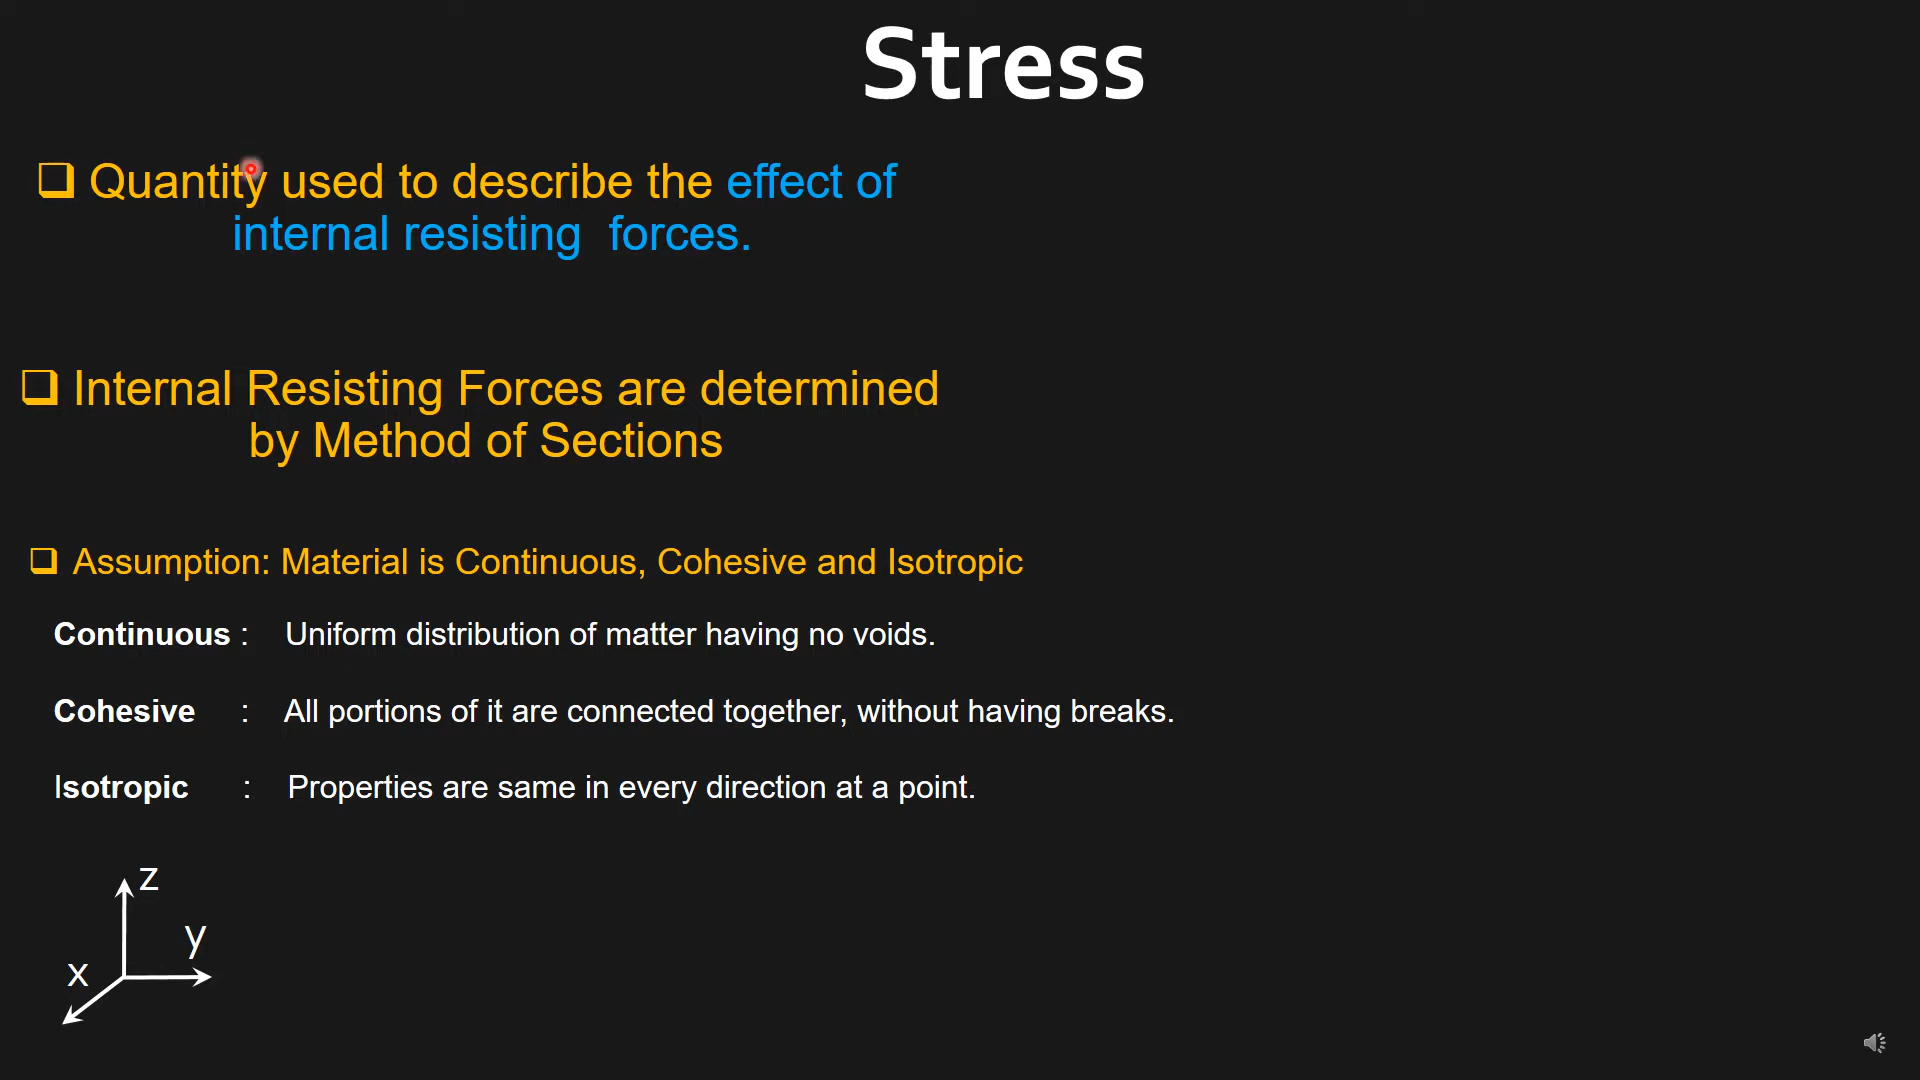 Stress
❑ Quantity used to describe the effect of
internal resisting forces.
❑ Internal Resisting Forces are determined
by Method of Sections
❑ Assumption: Material is Continuous, Cohesive and Isotropic
Continuous : Uniform distribution of matter having no voids.
Cohesive : All portions of it are connected together, without having breaks.
Isotropic : Properties are same in every direction at a point.
z
y
x